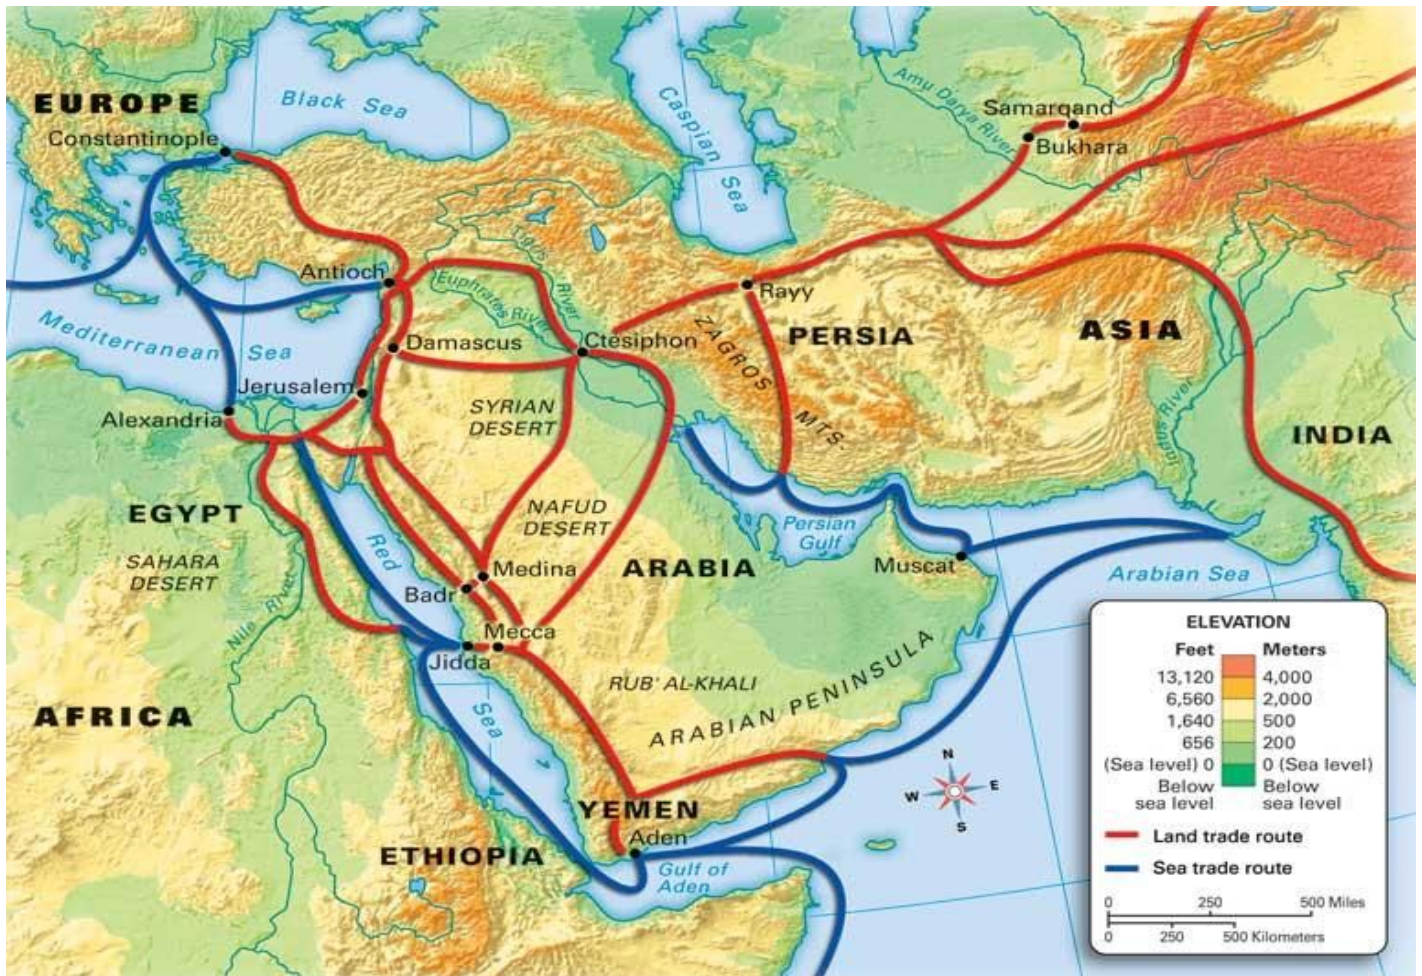 EUROPE
Constantinople
Black Sea
Caspian
Sea
Amu Darya River
Samarqand
Bukhara
Antioch
Tigris
River
Euphrates River
Rayy
Ctesiphon
ZAGROS
MTS.
PERSIA
ASIA
Damascus
Mediterranean Sea
Jerusalem
Alexandria
SYRIAN
DESERT
Indus River
INDIA
EGYPT
SAHARA
DESERT
NAFUD
DESERT
Persian
Gulf
Red
Sea
Nile River
Medina
Badr
ARABIA
Muscat
Arabian Sea
Mecca
Jidda
RUB' AL-KHALI
ARABIAN PENINSULA
AFRICA
YEMEN
Aden
ETHIOPIA
Gulf of
Aden
N
W E
S
ELEVATION
Feet Meters
13,120 4,000
6,560 2,000
1,640 500
656 200
(Sea level) 0 0 (Sea level)
Below Below
sea level sea level
Land trade route
Sea trade route
0 250 500 Miles
0 250 500 Kilometers